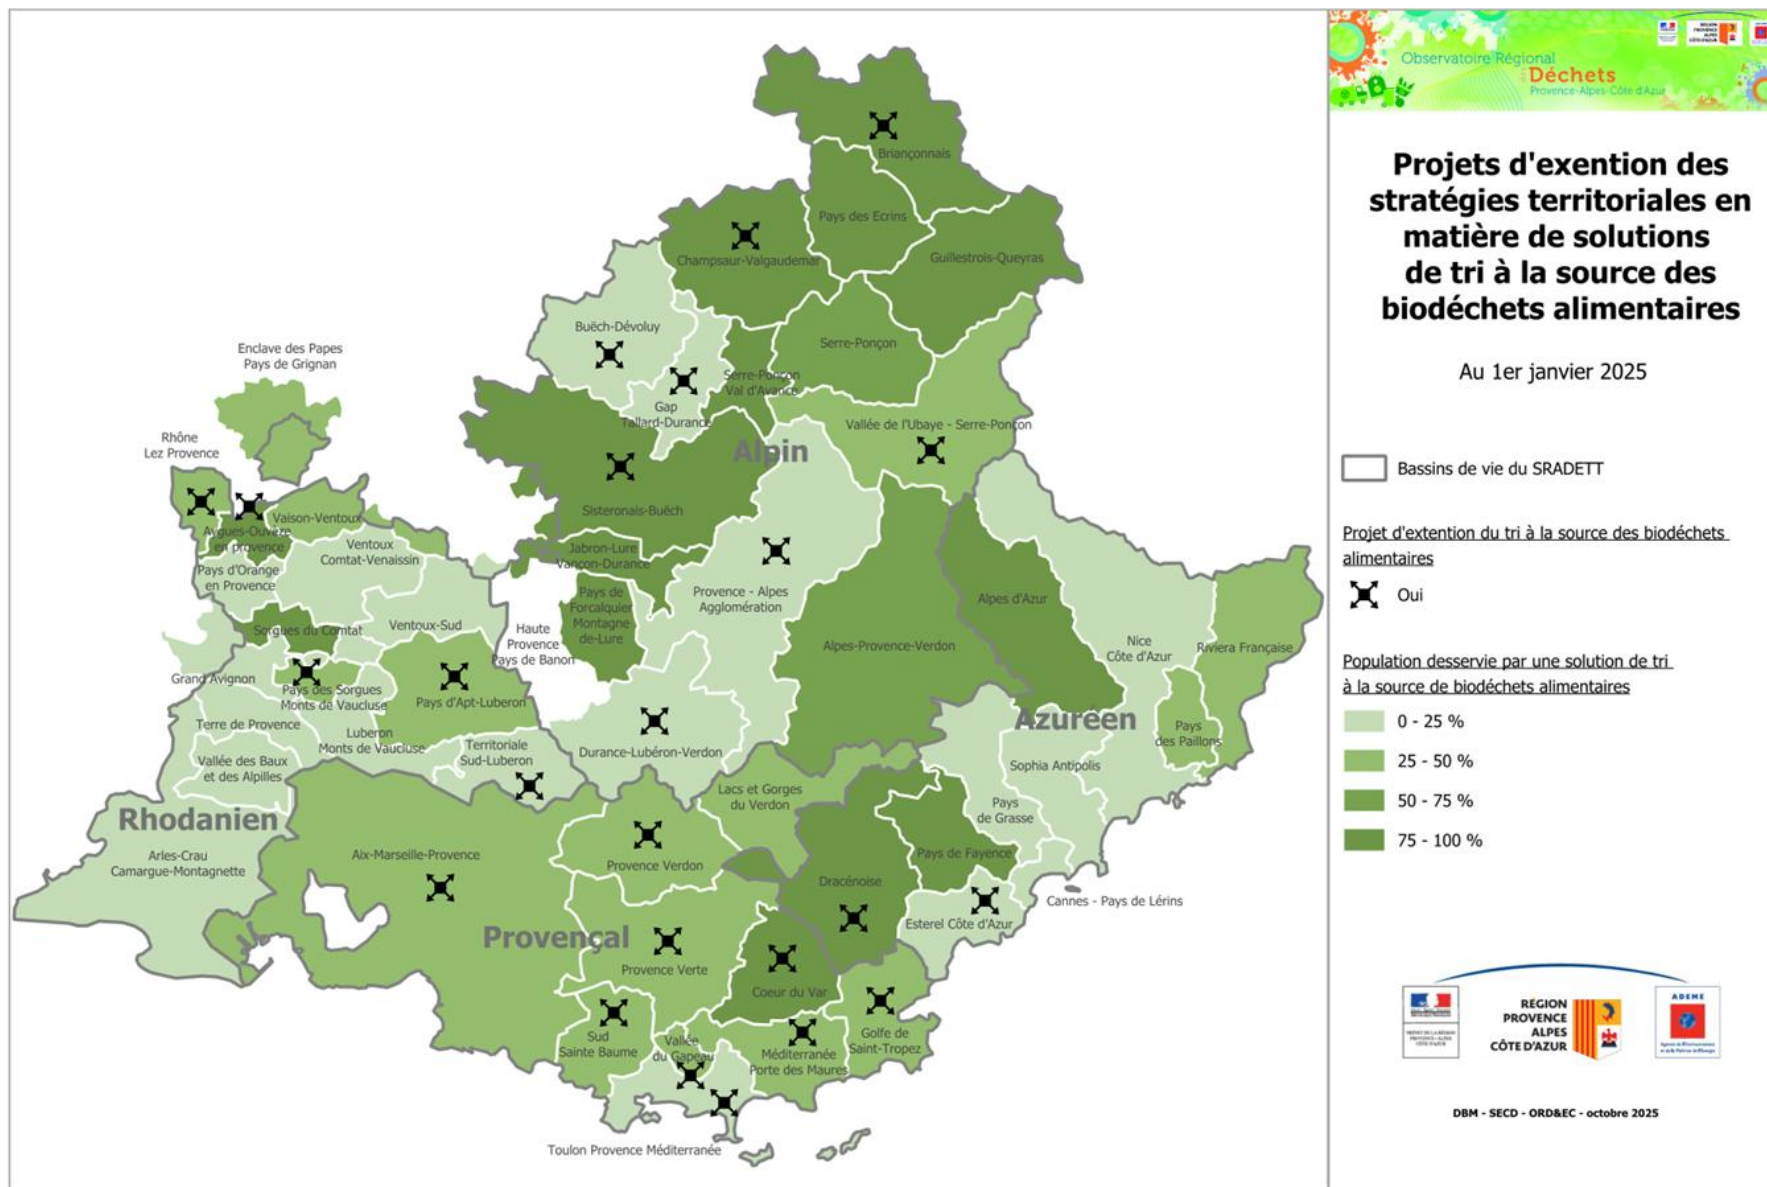 Briançonnais
Pays des Ecrins
Champsaur-Valgaudemar
Guillestrois-Queyras
Buëch-Dévoluy
Serre-Ponçon
Enclave des Papes
Pays de Grignan
Serre-Ponçon
Val d'Avance
Gap
Tallard-Durance
Vallée de l'Ubaye - Serre-Ponçon
Rhône
Lez Provence
Alpin
Sisteronais-Buëch
Vaison-Ventoux
Aygues-Ouvèze
en provence
Ventoux
Comtat-Venaissin
Jabron-Lure
Vançon-Durance
Pays d'Orange
en Provence
Pays de
Forcalquier
Montagne
de-Lure
Provence - Alpes
Agglomération
Alpes d'Azur
Sorgues du Comtat
Ventoux-Sud
Haute
Provence
Pays de Banon
Alpes-Provence-Verdon
Nice
Côte d'Azur
Riviera Française
Grand Avignon
Pays des Sorgues
Monts de Vaucluse
Pays d'Apt-Luberon
Azuréen
Pays
des Paillons
Terre de Provence
Luberon
Monts de Vaucluse
Territoriale
Sud-Luberon
Durance-Lubéron-Verdon
Vallée des Baux
et des Alpilles
Sophia Antipolis
Lacs et Gorges
du Verdon
Pays
de Grasse
Rhodanien
Arles-Crau
Camargue-Montagnette
Aix-Marseille-Provence
Provence Verdon
Pays de Fayence
Dracénoise
Cannes - Pays de Lérins
Esterel Côte d'Azur
Provençal
Provence Verte
Coeur du Var
Sud
Sainte Baume
Vallée
du Gapeau
Méditerranée
Porte des Maures
Golfe de
Saint-Tropez
Toulon Provence Méditerranée
Observatoire Régional
des Déchets
Provence-Alpes-Côte d'Azur
Projets d'exention des
stratégies territoriales en
matière de solutions
de tri à la source des
biodéchets alimentaires
Au 1er janvier 2025
Bassins de vie du SRADETT
Projet d'extention du tri à la source des biodéchets
alimentaires
Oui
Population desservie par une solution de tri
à la source de biodéchets alimentaires
0 - 25 %
25 - 50 %
50 - 75 %
75 - 100 %
RÉGION
PROVENCE
ALPES
CÔTE D'AZUR
ADEME
DBM - SECD - ORD&EC - octobre 2025